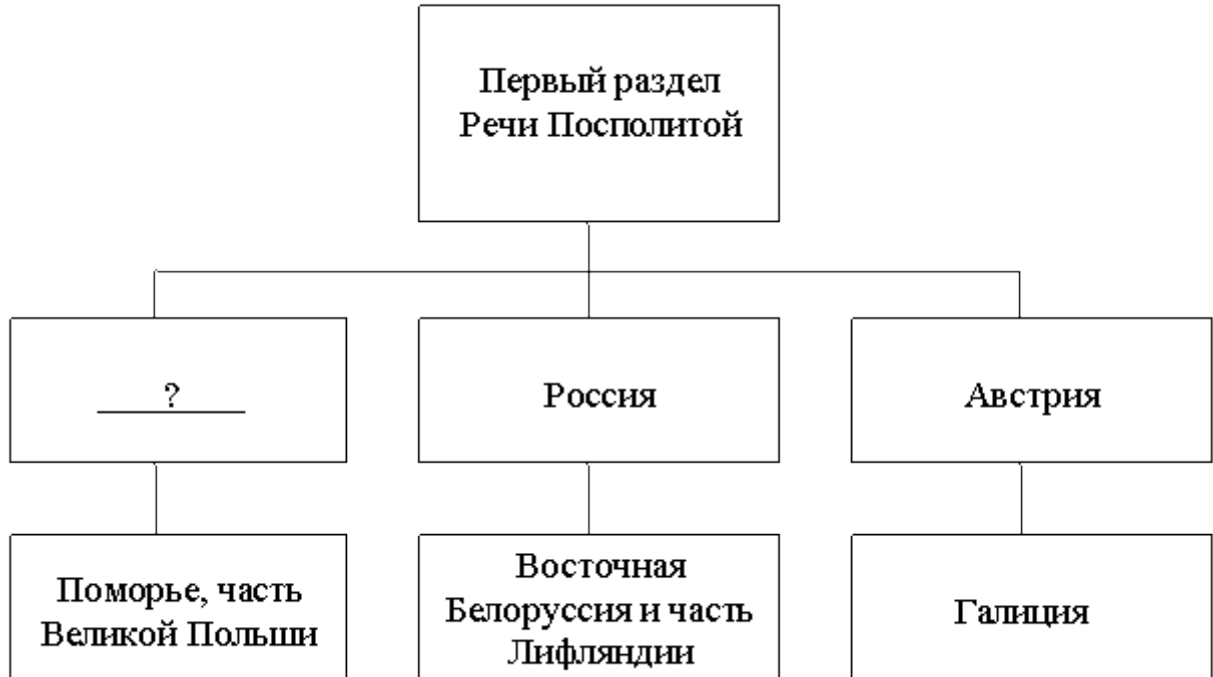 Первый раздел
Речи Посполитой
?
Россия
Австрия
Поморье, часть
Великой Польши
Восточная
Белоруссия и часть
Лифляндии
Галиция